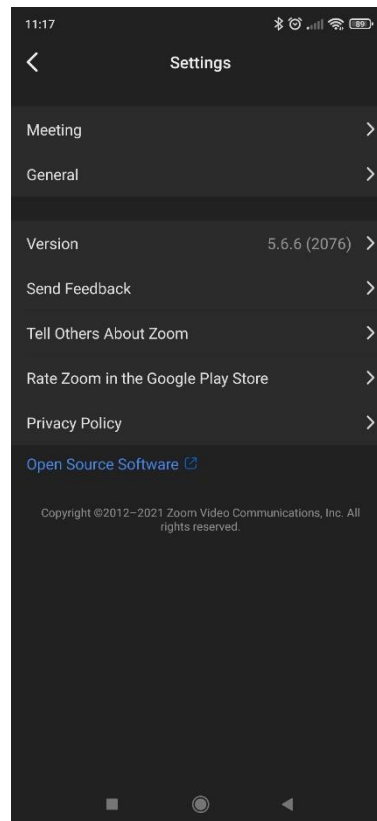 11:17 89
Settings
Meeting
General
Version 5.6.6 (2076)
Send Feedback
Tell Others About Zoom
Rate Zoom in the Google Play Store
Privacy Policy
Open Source Software
Copyright ©2012–2021 Zoom Video Communications, Inc. All
rights reserved.